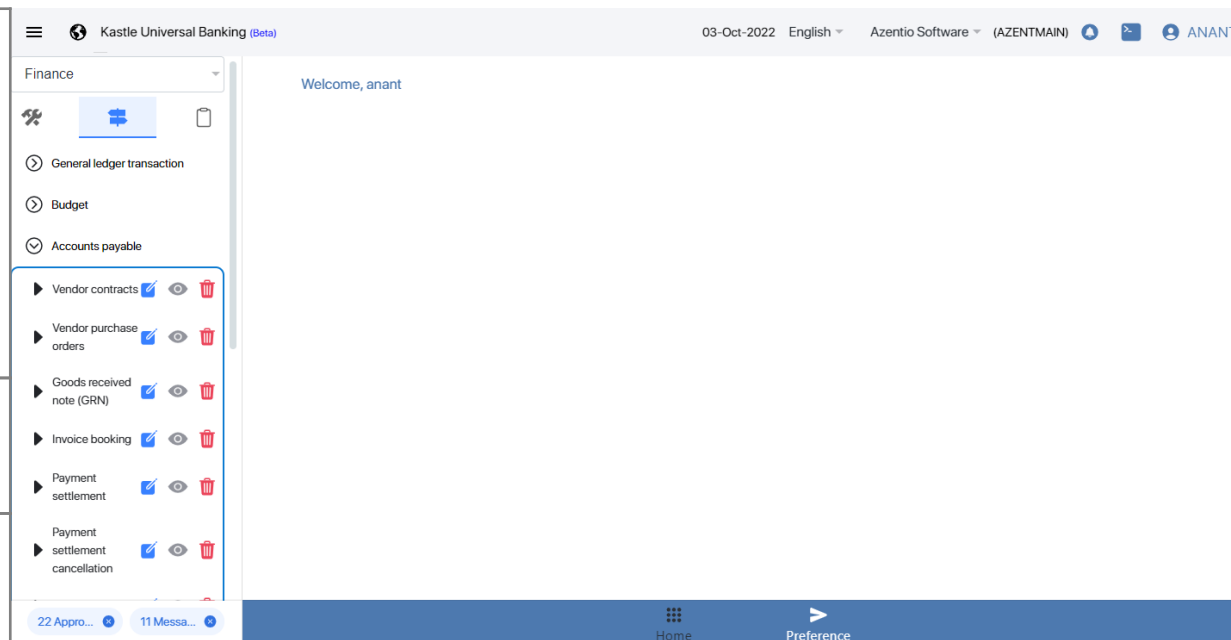 Kastle Universal Banking (Beta)
03-Oct-2022 English Azentio Software (AZENTMAIN) ANANT
Finance
Welcome, anant
General ledger transaction
Budget
Accounts payable
Vendor contracts
Vendor purchase
orders
Goods received
note (GRN)
Invoice booking
Payment
settlement
Payment
settlement
cancellation
22 Appro...
11 Messa...
Home
Preference